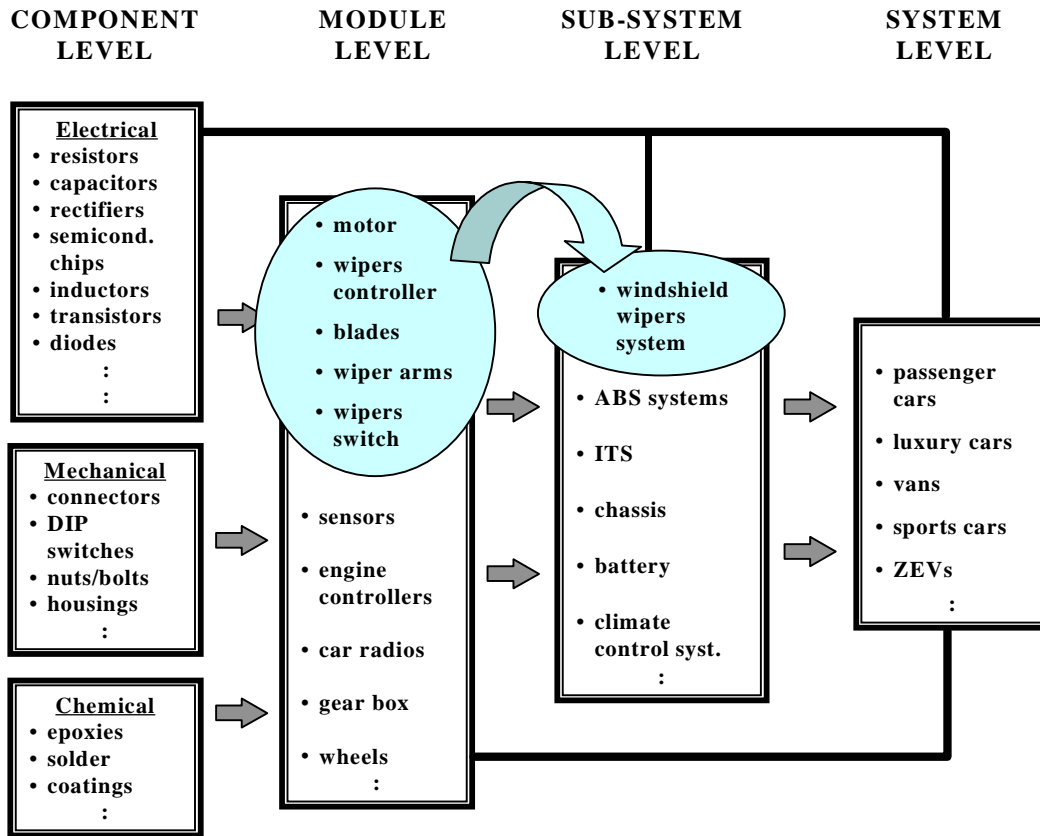 COMPONENT
LEVEL
MODULE
LEVEL
SUB-SYSTEM
LEVEL
SYSTEM
LEVEL
Electrical
• resistors
• capacitors
• rectifiers
• semicond.
chips
• inductors
• transistors
• diodes
:
:
Mechanical
• connectors
• DIP
switches
• nuts/bolts
• housings
:
Chemical
• epoxies
• solder
• coatings
:
• motor
• wipers
controller
• blades
• wiper arms
• wipers
switch
• sensors
• engine
controllers
• car radios
• gear box
• wheels
:
• windshield
wipers
system
• ABS systems
• ITS
• chassis
• battery
• climate
control syst.
:
• passenger
cars
• luxury cars
• vans
• sports cars
• ZEVs
: